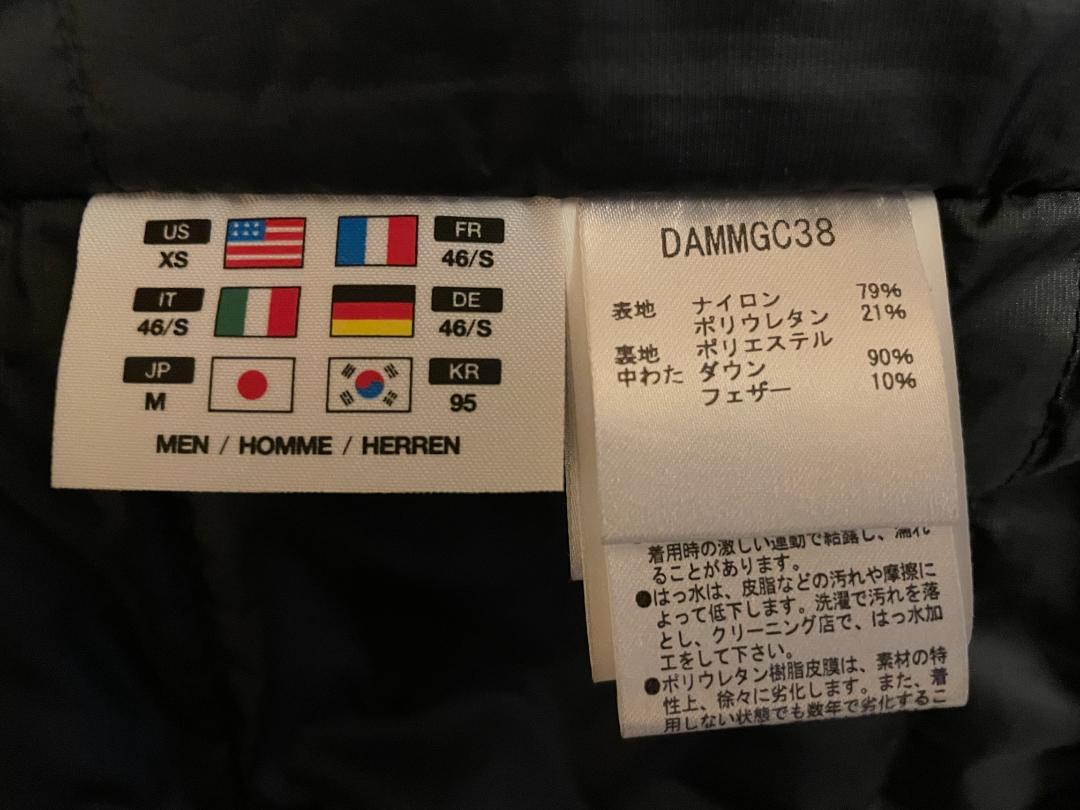 US
XS
FR
46/S
IT
46/S
DE
46/S
JP
M
KR
95
MEN / HOMME / HERREN
DAMMGC38
表地 ナイロン 79%
ポリウレタン 21%
裏地 ポリエステル
中わた ダウン 90%
フェザー 10%
着用時の激しい運動で結露し、濡れ
ることがあります。
●はっ水は、皮脂などの汚れや摩擦に
よって低下します。洗濯で汚れを落
とし、クリーニング店で、はっ水加
工をして下さい。
●ポリウレタン樹脂皮膜は、素材の特
性上、徐々に劣化します。また、着
用しない状態でも数年で劣化するこ